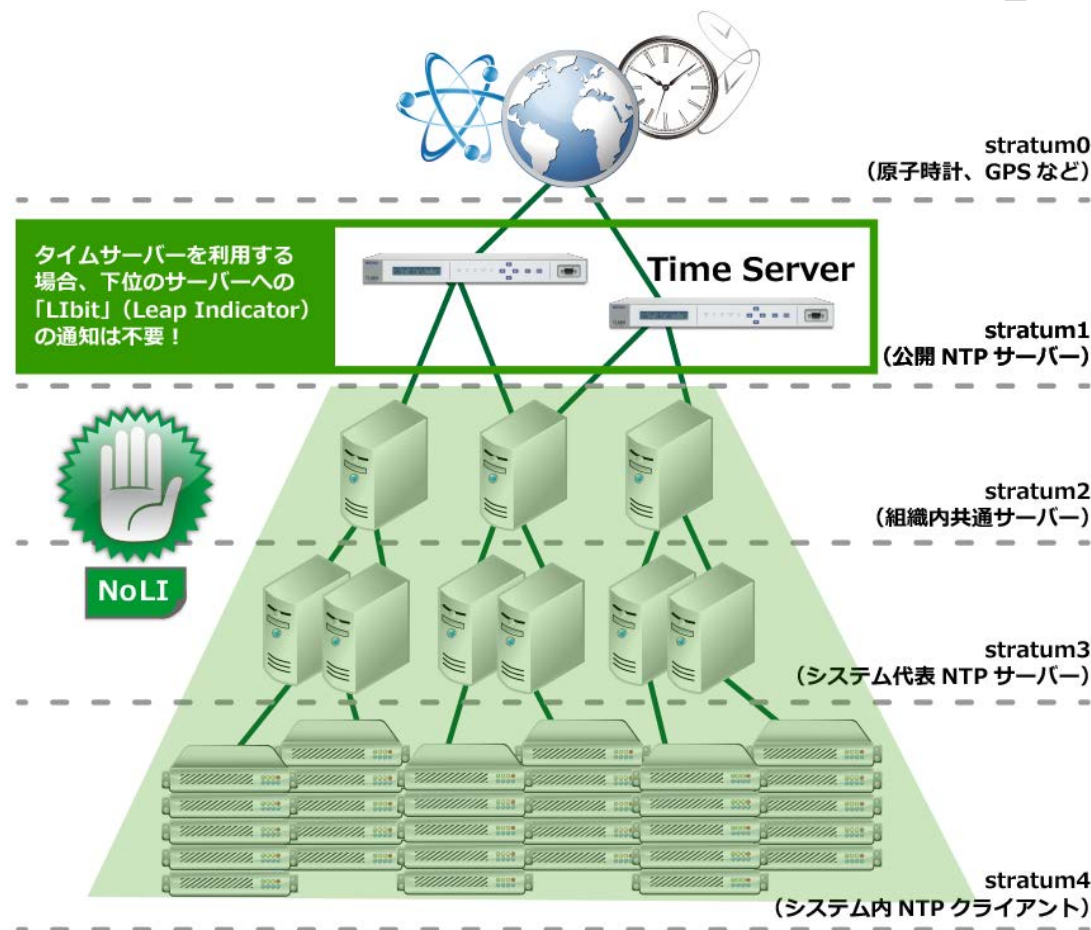 stratum0
（原子時計、GPS など）
タイムサーバーを利用する
場合、下位のサーバーへの
「LIbit」（Leap Indicator）
の通知は不要！
Time Server
stratum1
（公開 NTP サーバー）
NoLI
stratum2
（組織内共通サーバー）
stratum3
（システム代表 NTP サーバー）
stratum4
（システム内 NTP クライアント）